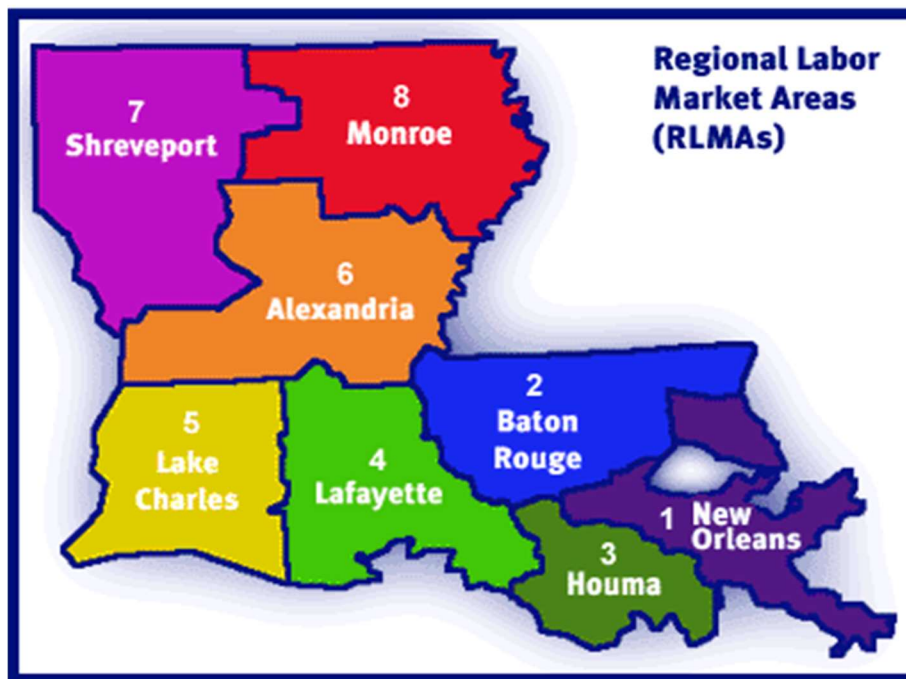 Regional Labor
Market Areas
(RLMAs)
7
Shreveport
8
Monroe
6
Alexandria
5
Lake
Charles
4
Lafayette
2
Baton
Rouge
1 New
Orleans
3
Houma